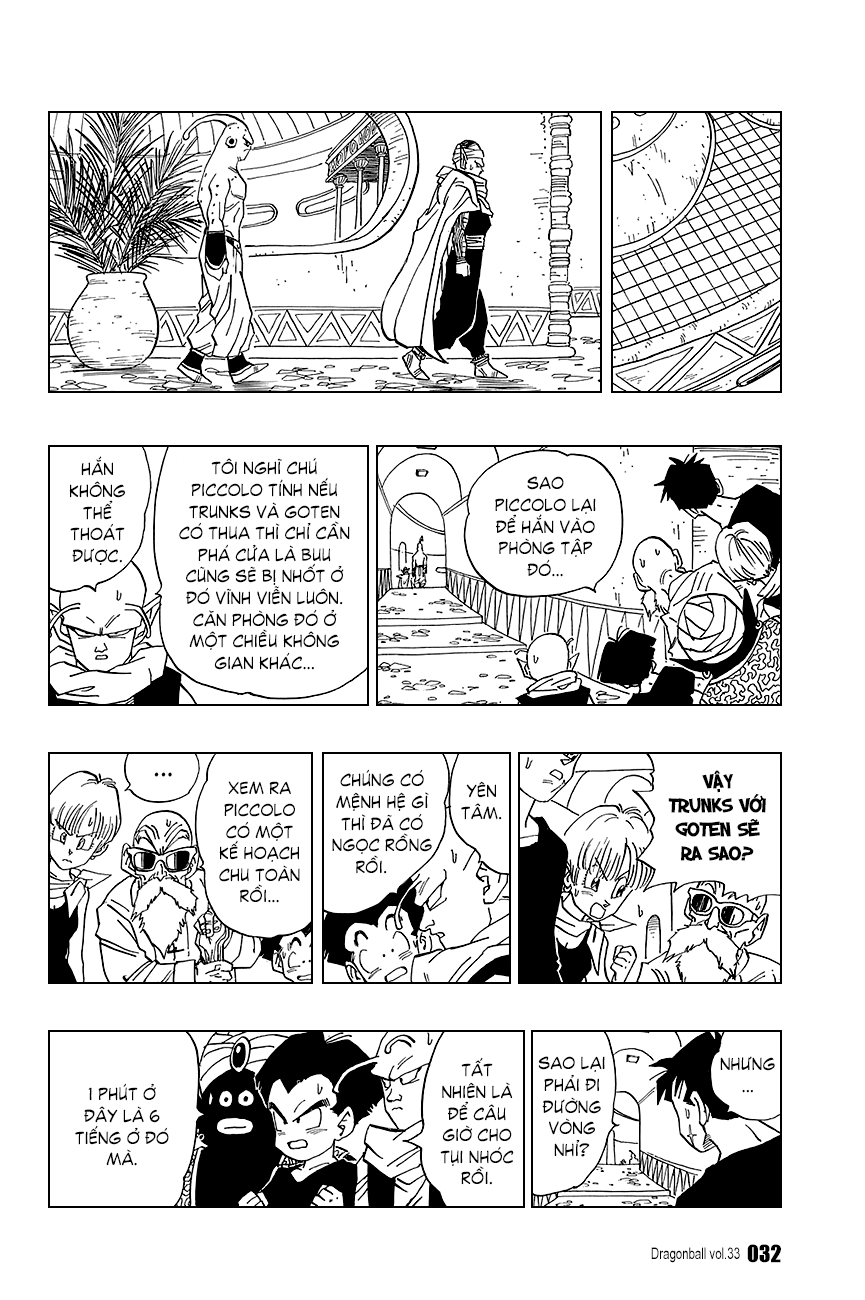 SAO
PICCOLO LẠI
ĐỂ HẮN VÀO
PHÒNG TẬP
ĐÓ...
TÔI NGHĨ CHÚ
PICCOLO TÍNH NẾU
TRUNKS VÀ GOTEN
CÓ THUA THÌ CHỈ CẦN
PHÁ CỬA LÀ BUU
CŨNG SẼ BỊ NHỐT Ở
ĐÓ VĨNH VIỄN LUÔN.
CĂN PHÒNG ĐÓ Ở
MỘT CHIỀU KHÔNG
GIAN KHÁC...
HẮN
KHÔNG
THỂ
THOÁT
ĐƯỢC.
VẬY
TRUNKS VỚI
GOTEN SẼ
RA SAO?
YÊN
TÂM.
CHÚNG CÓ
MỆNH HỆ GÌ
THÌ ĐÃ CÓ
NGỌC RỒNG
RỒI.
XEM RA
PICCOLO
CÓ MỘT
KẾ HOẠCH
CHU TOÀN
RỒI...
...
NHƯNG
...
SAO LẠI
PHẢI ĐI
ĐƯỜNG
VÒNG
NHỈ?
TẤT
NHIÊN LÀ
ĐỂ CÂU
GIỜ CHO
TỤI NHÓC
RỒI.
1 PHÚT Ở
ĐÂY LÀ 6
TIẾNG Ở ĐÓ
MÀ.
Dragonball vol.33 032